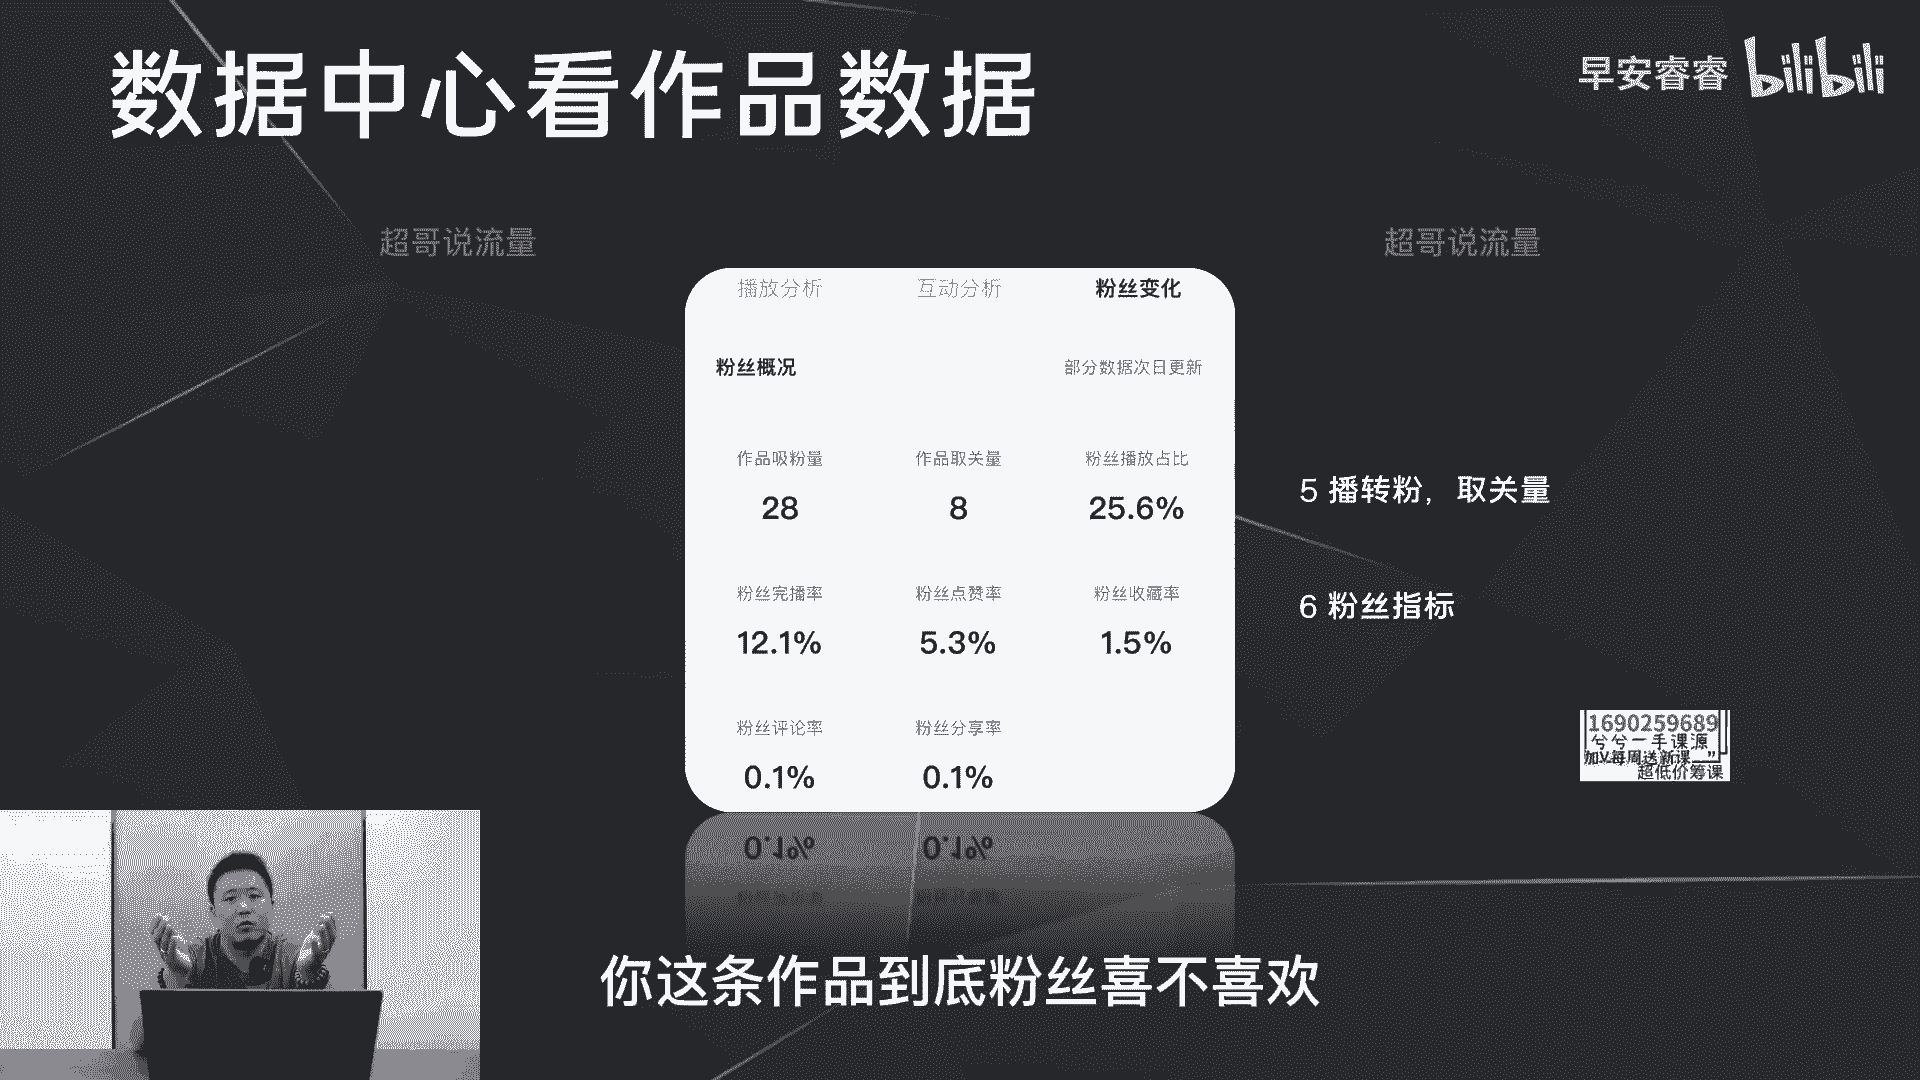 数据中心看作品数据
早安睿睿 bilibili
超哥说流量
超哥说流量
播放分析 互动分析 粉丝变化
粉丝概况 部分数据次日更新
作品吸粉量 作品取关量 粉丝播放占比
28 8 25.6%
5 播转粉，取关量
粉丝完播率 粉丝点赞率 粉丝收藏率
12.1% 5.3% 1.5%
6 粉丝指标
粉丝评论率 粉丝分享率
0.1% 0.1%
1690259689
兮兮一手课源
加V每周送新课
超低价筹课
你这条作品到底粉丝喜不喜欢